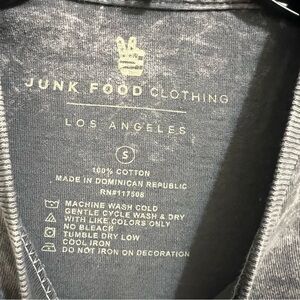 JUNK FOOD CLOTHING
LOS ANGELES
S
100% COTTON
MADE IN DOMINICAN REPUBLIC
RN#117508
MACHINE WASH COLD
GENTLE CYCLE WASH & DRY
WITH LIKE COLORS ONLY
NO BLEACH
TUMBLE DRY LOW
COOL IRON
DO NOT IRON ON DECORATION